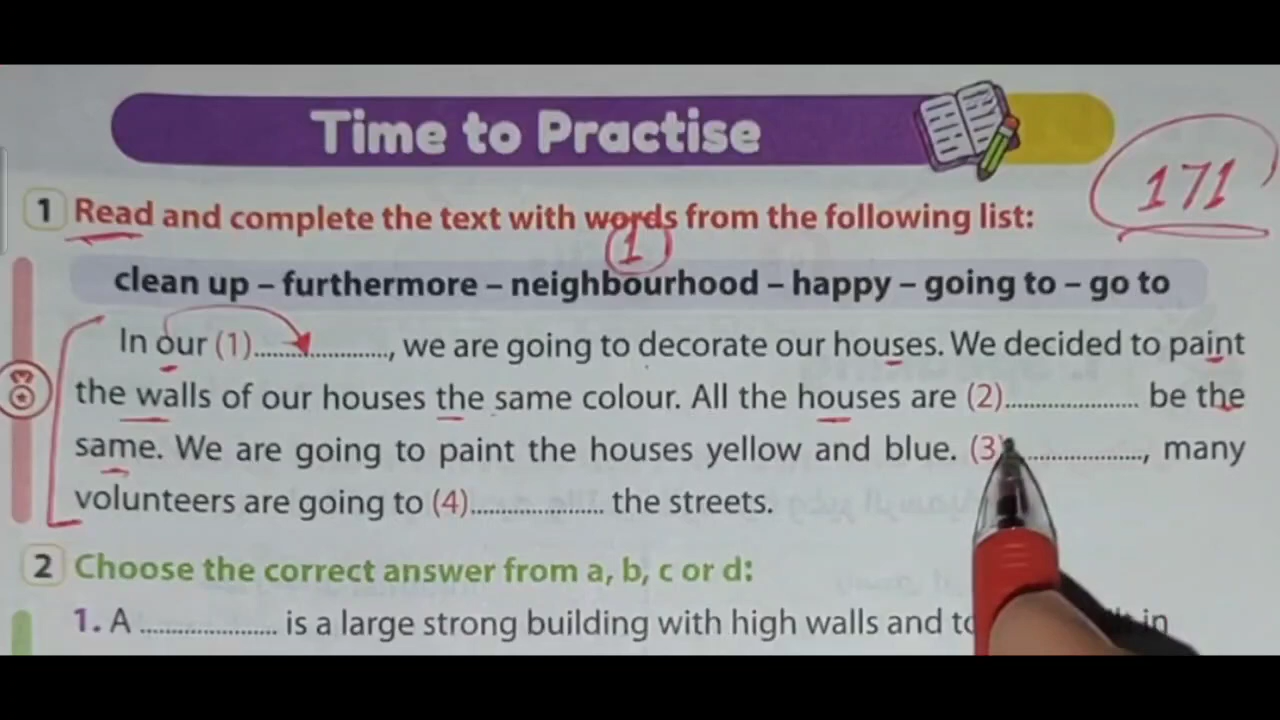 Time to Practise
171
1 Read and complete the text with words from the following list:
1
clean up – furthermore – neighbourhood – happy – going to – go to
In our (1)......................, we are going to decorate our houses. We decided to paint
the walls of our houses the same colour. All the houses are (2)...................... be the
same. We are going to paint the houses yellow and blue. (3)......................, many
volunteers are going to (4)...................... the streets.
2 Choose the correct answer from a, b, c or d:
1. A ...................... is a large strong building with high walls and in